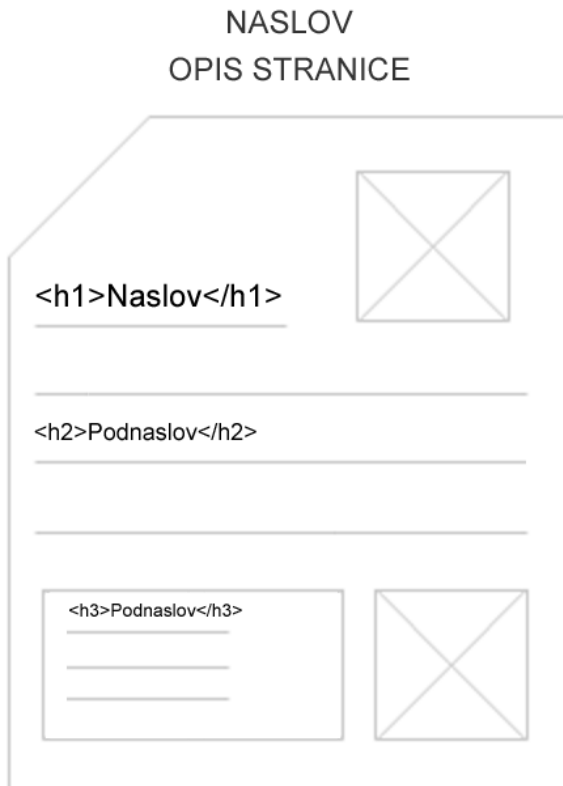 NASLOV
OPIS STRANICE
<h1>Naslov</h1>
<h2>Podnaslov</h2>
<h3>Podnaslov</h3>